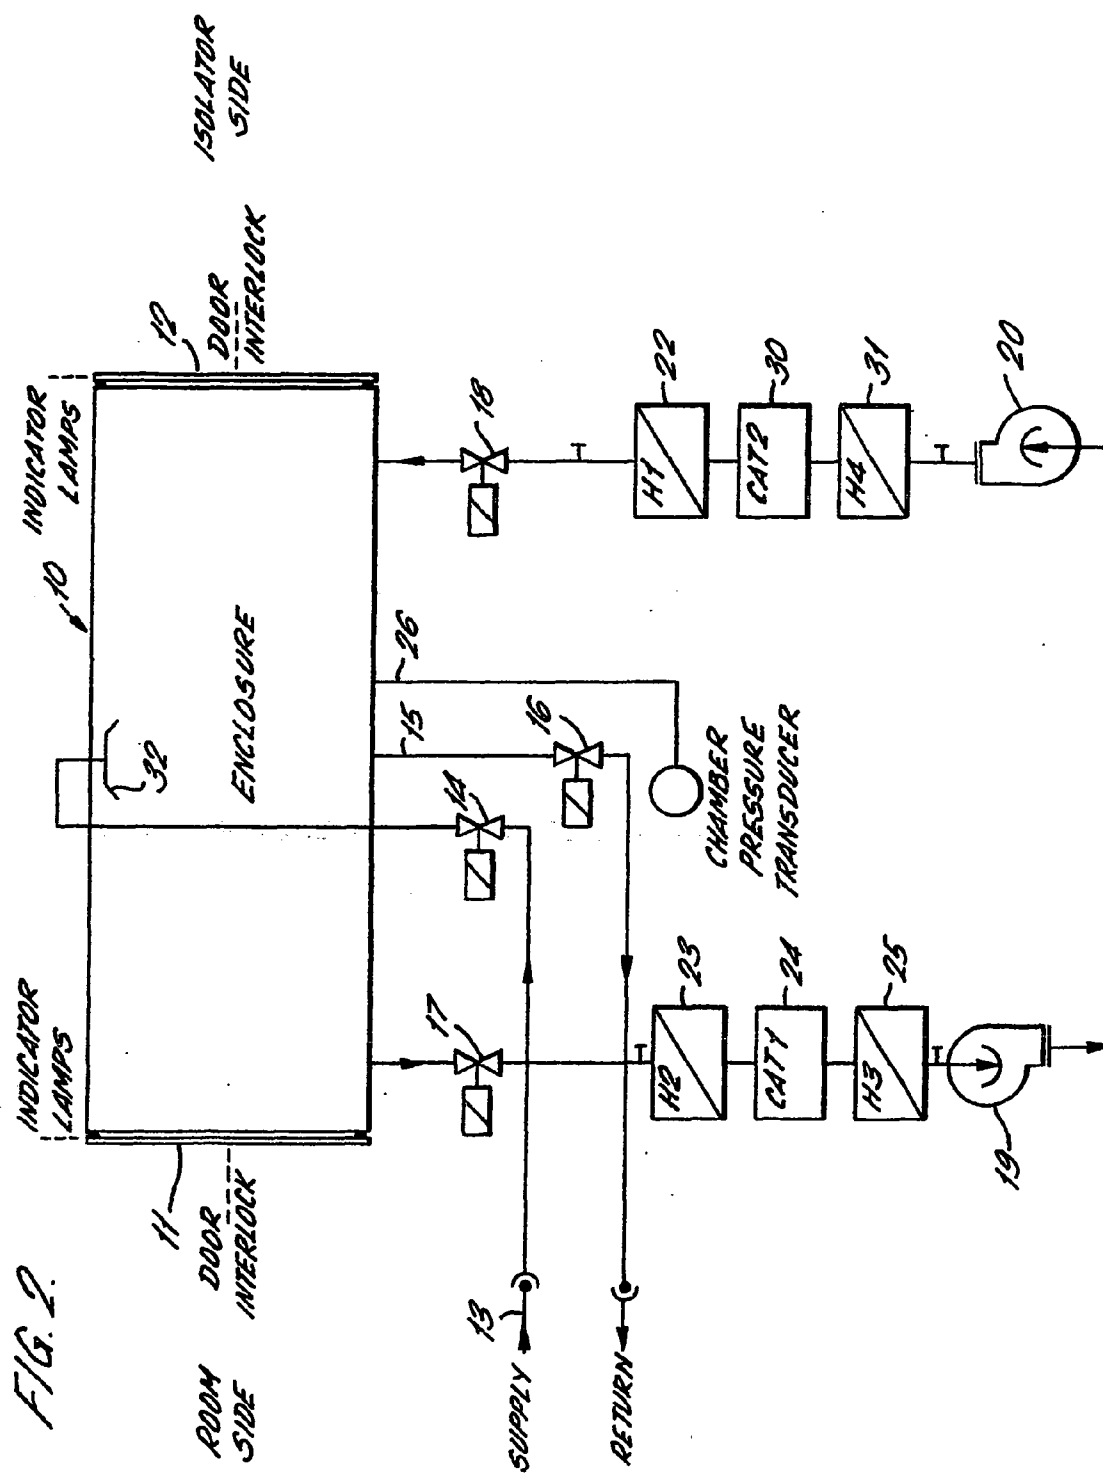 FIG. 2.
ROOM
SIDE
DOOR
INTERLOCK
11
INDICATOR
LAMPS
10
32
ENCLOSURE
INDICATOR
LAMPS
12
DOOR
INTERLOCK
ISOLATOR
SIDE
17
14
15
26
16
18
SUPPLY
13
RETURN
H2
23
CAT1
24
H3
25
19
CHAMBER
PRESSURE
TRANSDUCER
H1
22
CAT2
30
H4
31
20